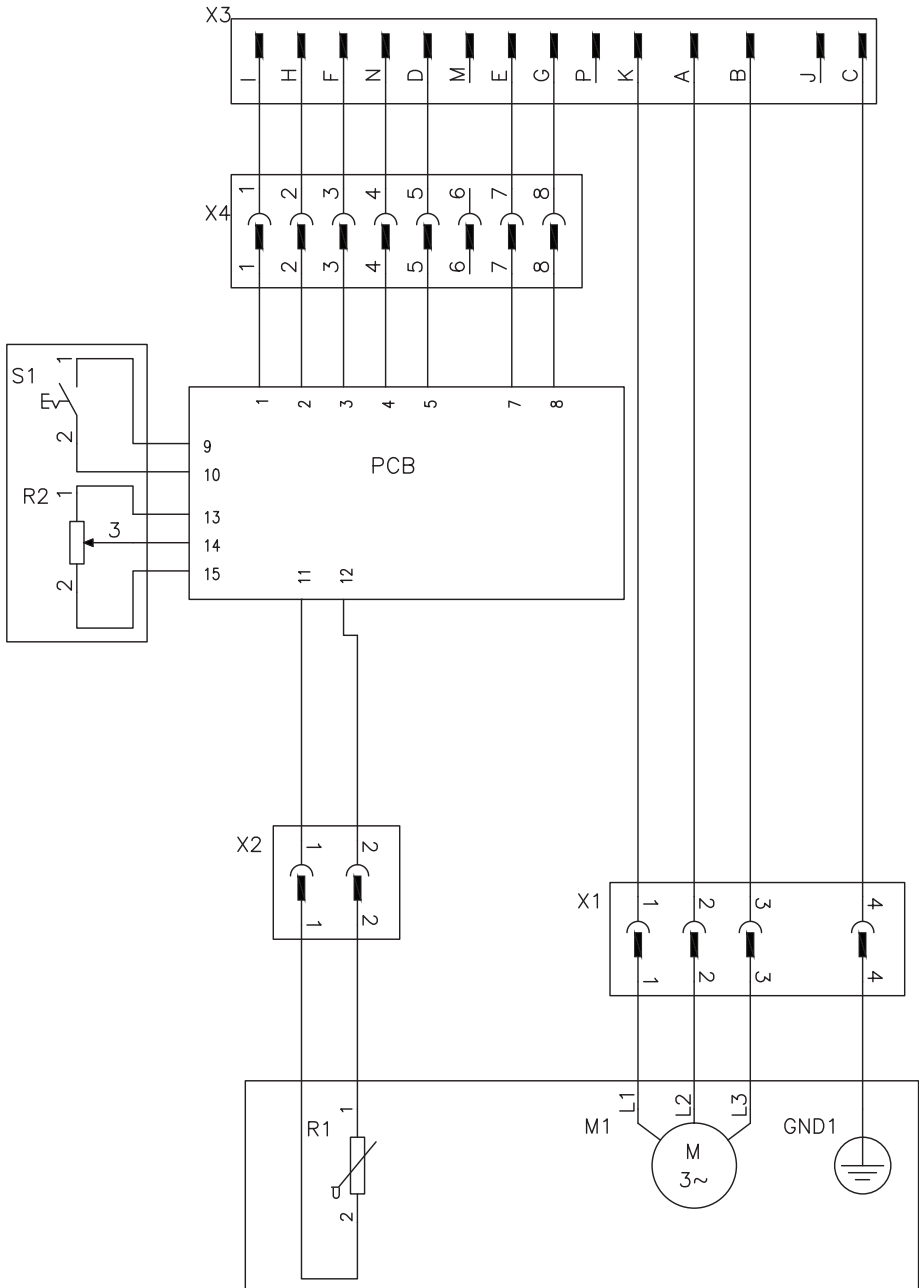 X3
I H F N D M E G P K A B J C
1 2 3 4 5 6 7 8
X4
1 2 3 4 5 6 7 8
1 2 3 4 5 7 8
S1
1
2
9
10
PCB
R2
1
3
2
13
14
15
11 12
X2
1 2
1 2
X1
1 2 3 4
1 2 3 4
R1
1
2
M1
L1 L2 L3
M
3~
GND1